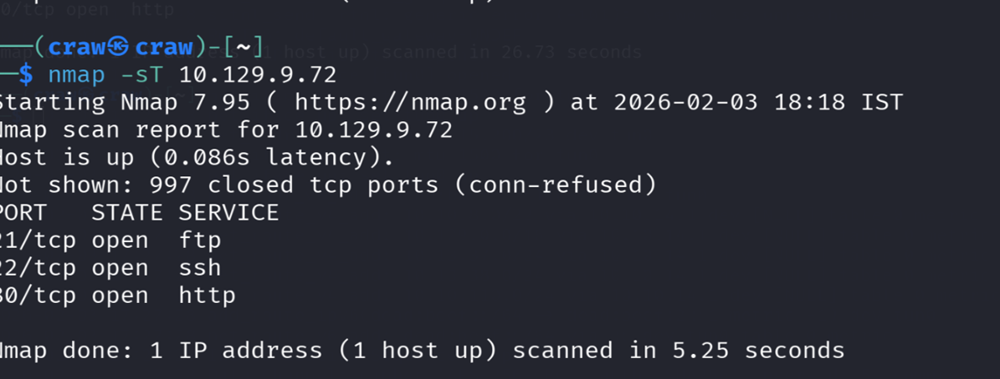 0/tcp open  http
(craw㉿craw)-[~]
$ nmap -sT 10.129.9.72
Starting Nmap 7.95 ( https://nmap.org ) at 2026-02-03 18:18 IST
Nmap scan report for 10.129.9.72
Host is up (0.086s latency).
Not shown: 997 closed tcp ports (conn-refused)
PORT   STATE SERVICE
21/tcp open  ftp
22/tcp open  ssh
80/tcp open  http
Nmap done: 1 IP address (1 host up) scanned in 5.25 seconds